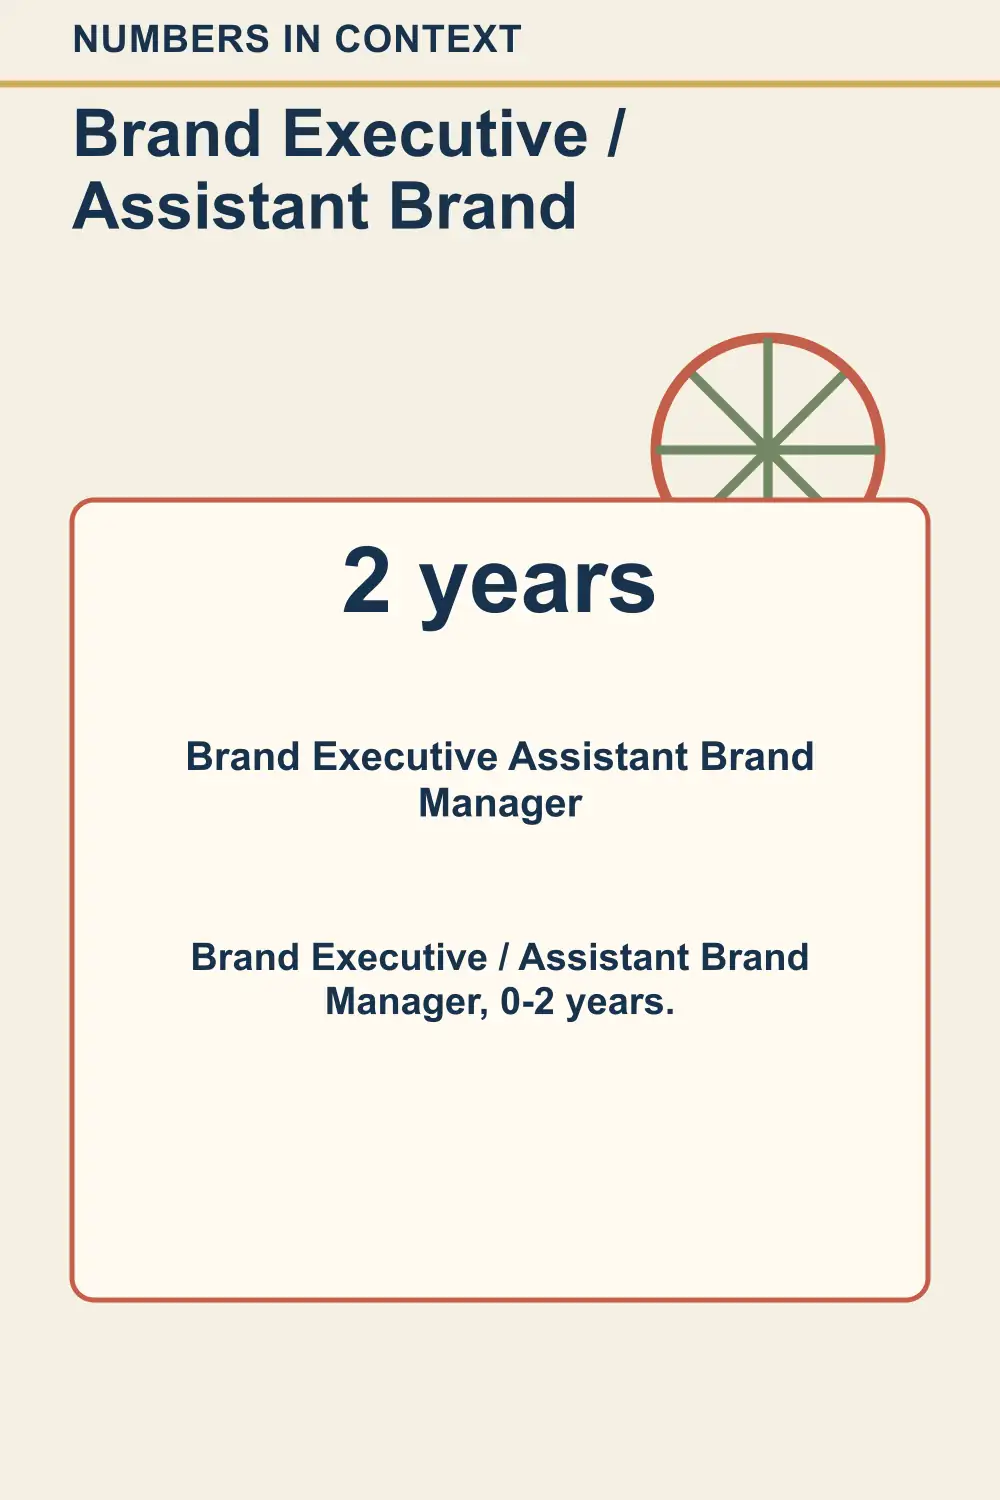 NUMBERS IN CONTEXT
Brand Executive /
Assistant Brand
2 years
Brand Executive Assistant Brand
Manager
Brand Executive / Assistant Brand
Manager, 0-2 years.